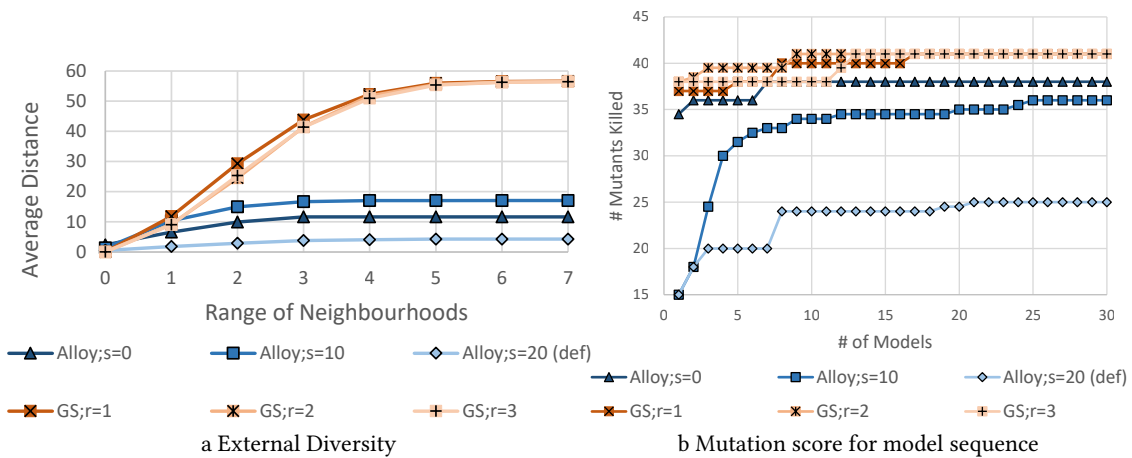 60
50
40
30
20
10
0
Average Distance
0 1 2 3 4 5 6 7
Range of Neighbourhoods
Alloy;s=0 Alloy;s=10 Alloy;s=20 (def)
GS;r=1 GS;r=2 GS;r=3
a External Diversity
45
40
35
30
25
20
15
# Mutants Killed
0 5 10 15 20 25 30
# of Models
Alloy;s=0 Alloy;s=10 Alloy;s=20 (def)
GS;r=1 GS;r=2 GS;r=3
b Mutation score for model sequence